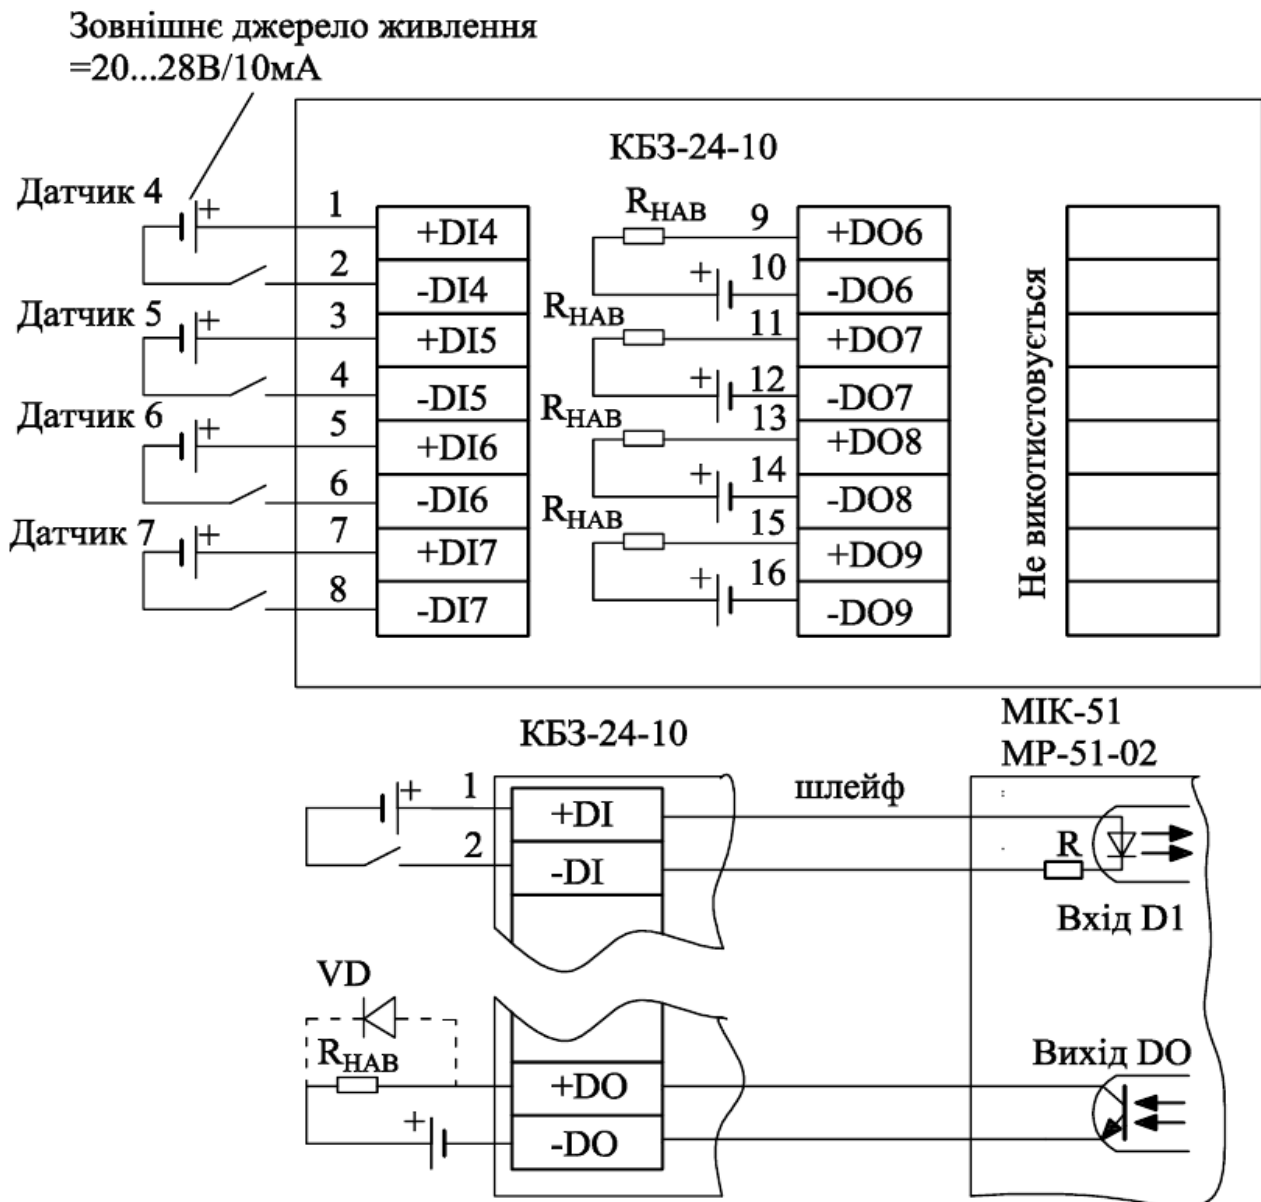 Зовнішнє джерело живлення
=20...28В/10мА
КБЗ-24-10
Датчик 4
1
+DI4
2
-DI4
Датчик 5
3
+DI5
4
-DI5
Датчик 6
5
+DI6
6
-DI6
Датчик 7
7
+DI7
8
-DI7
RНАВ
9
+DO6
10
-DO6
RНАВ
11
+DO7
12
-DO7
RНАВ
13
+DO8
14
-DO8
RНАВ
15
+DO9
16
-DO9
Не викотистовується
КБЗ-24-10
МІК-51
МР-51-02
1
+DI
2
-DI
шлейф
R
Вхід D1
VD
RНАВ
+DO
-DO
Вихід DO